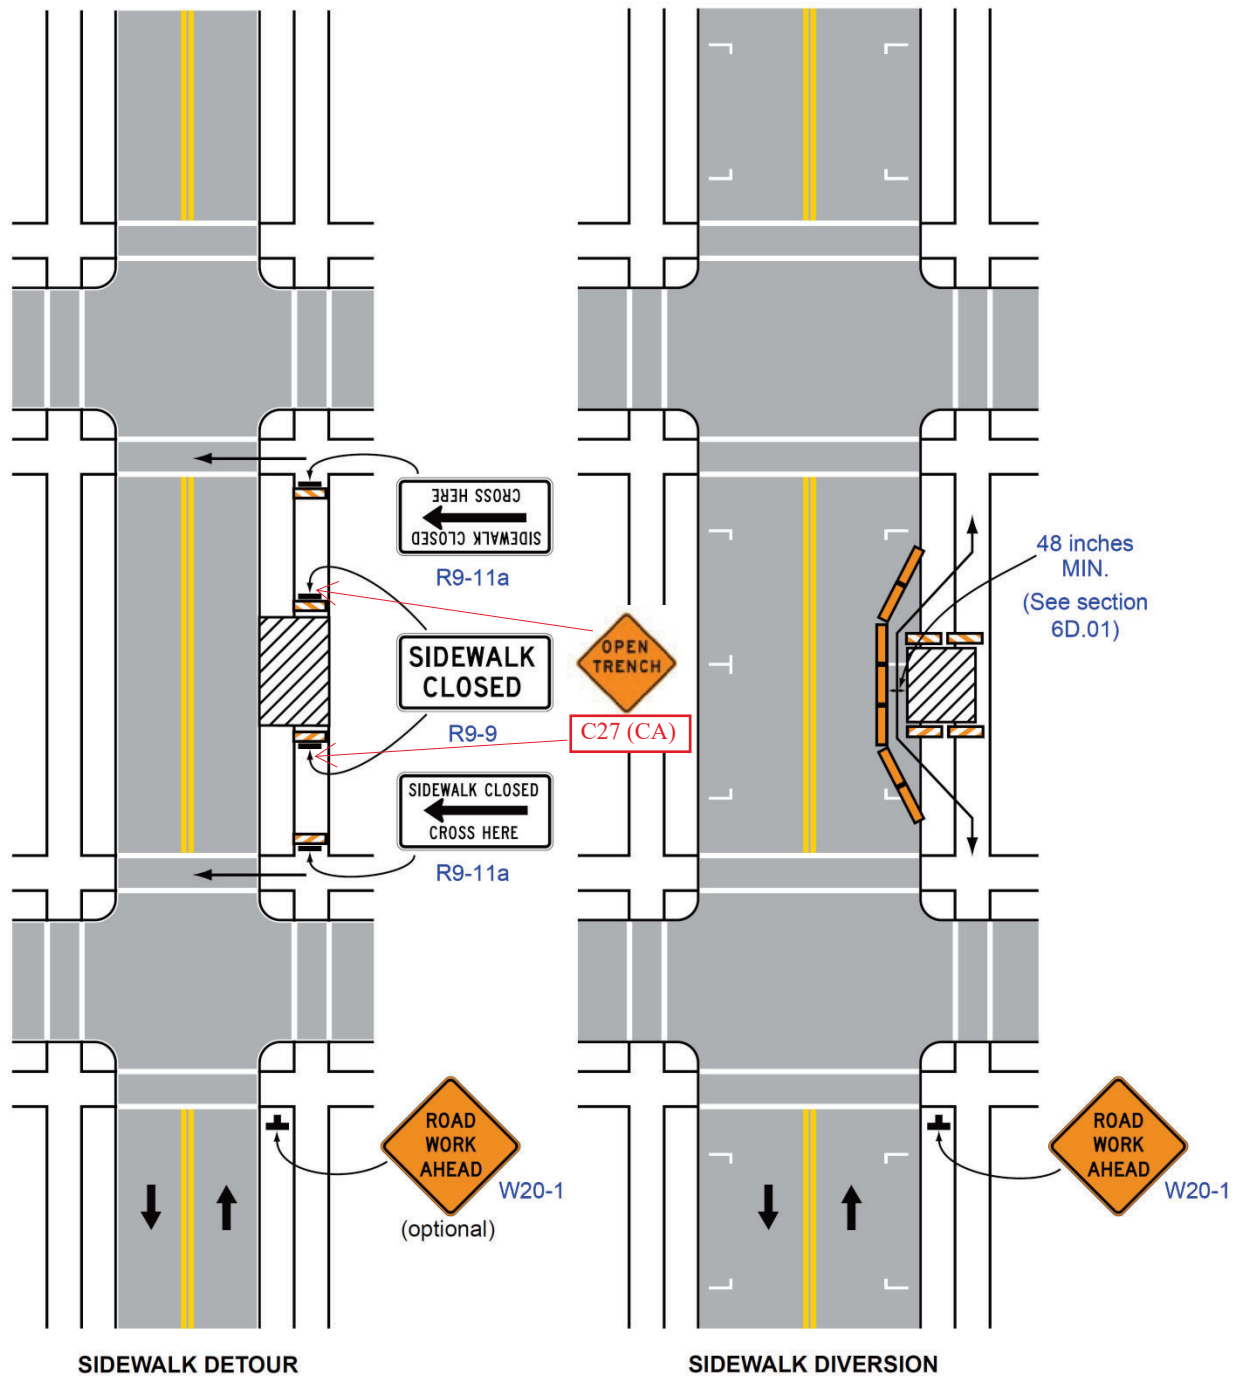 CROSS HERE
SIDEWALK CLOSED
R9-11a
SIDEWALK
CLOSED
R9-9
SIDEWALK CLOSED
CROSS HERE
R9-11a
OPEN
TRENCH
C27 (CA)
48 inches
MIN.
(See section
6D.01)
ROAD
WORK
AHEAD
W20-1
(optional)
ROAD
WORK
AHEAD
W20-1
SIDEWALK DETOUR
SIDEWALK DIVERSION